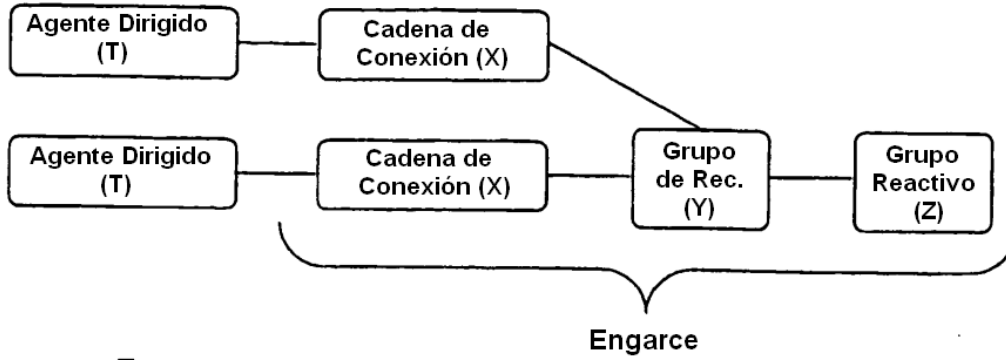 Agente Dirigido
(T)
Cadena de
Conexión (X)
Agente Dirigido
(T)
Cadena de
Conexión (X)
Grupo
de Rec.
(Y)
Grupo
Reactivo
(Z)
Engarce